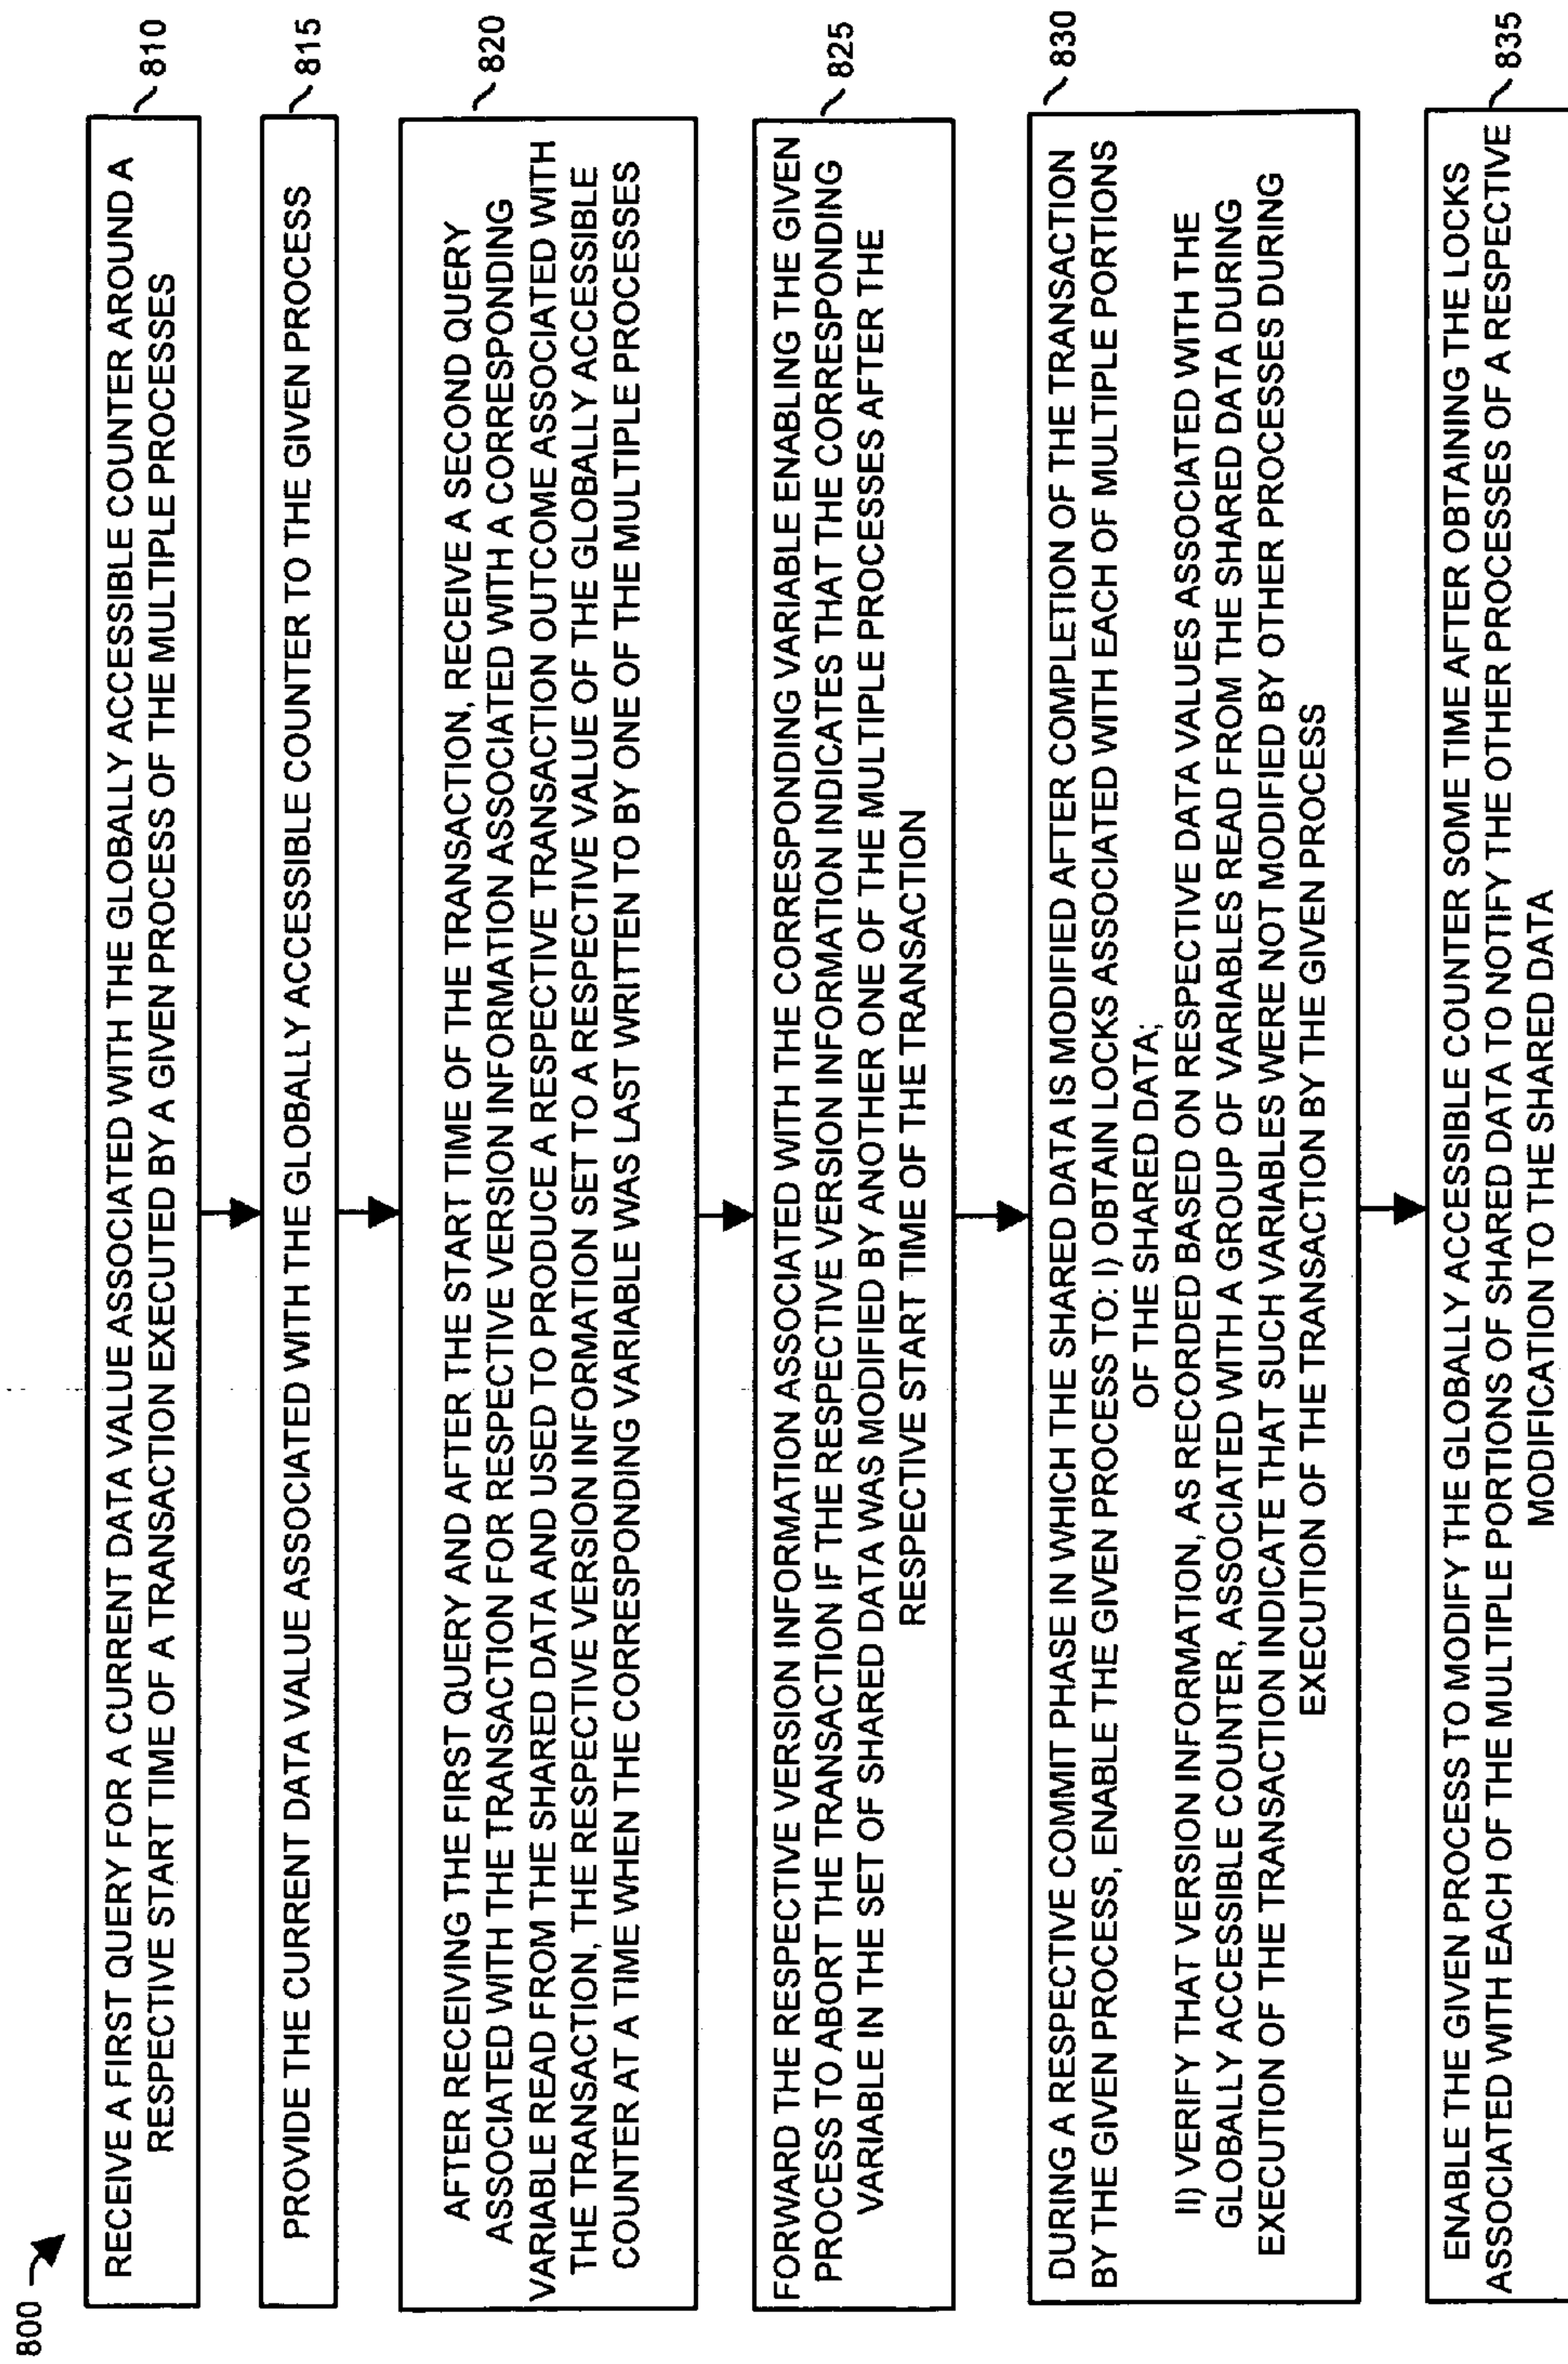 800
RECEIVE A FIRST QUERY FOR A CURRENT DATA VALUE ASSOCIATED WITH THE GLOBALLY ACCESSIBLE COUNTER AROUND A
RESPECTIVE START TIME OF A TRANSACTION EXECUTED BY A GIVEN PROCESS OF THE MULTIPLE PROCESSES
810
PROVIDE THE CURRENT DATA VALUE ASSOCIATED WITH THE GLOBALLY ACCESSIBLE COUNTER TO THE GIVEN PROCESS
815
AFTER RECEIVING THE FIRST QUERY AND AFTER THE START TIME OF THE TRANSACTION, RECEIVE A SECOND QUERY
ASSOCIATED WITH THE TRANSACTION FOR RESPECTIVE VERSION INFORMATION ASSOCIATED WITH A CORRESPONDING
VARIABLE READ FROM THE SHARED DATA AND USED TO PRODUCE A RESPECTIVE TRANSACTION OUTCOME ASSOCIATED WITH
THE TRANSACTION, THE RESPECTIVE VERSION INFORMATION SET TO A RESPECTIVE VALUE OF THE GLOBALLY ACCESSIBLE
COUNTER AT A TIME WHEN THE CORRESPONDING VARIABLE WAS LAST WRITTEN TO BY ONE OF THE MULTIPLE PROCESSES
820
FORWARD THE RESPECTIVE VERSION INFORMATION ASSOCIATED WITH THE CORRESPONDING VARIABLE ENABLING THE GIVEN
PROCESS TO ABORT THE TRANSACTION IF THE RESPECTIVE VERSION INFORMATION INDICATES THAT THE CORRESPONDING
VARIABLE IN THE SET OF SHARED DATA WAS MODIFIED BY ANOTHER ONE OF THE MULTIPLE PROCESSES AFTER THE
RESPECTIVE START TIME OF THE TRANSACTION
825
DURING A RESPECTIVE COMMIT PHASE IN WHICH THE SHARED DATA IS MODIFIED AFTER COMPLETION OF THE TRANSACTION
BY THE GIVEN PROCESS, ENABLE THE GIVEN PROCESS TO: I) OBTAIN LOCKS ASSOCIATED WITH EACH OF MULTIPLE PORTIONS
OF THE SHARED DATA;
II) VERIFY THAT VERSION INFORMATION, AS RECORDED BASED ON RESPECTIVE DATA VALUES ASSOCIATED WITH THE
GLOBALLY ACCESSIBLE COUNTER, ASSOCIATED WITH A GROUP OF VARIABLES READ FROM THE SHARED DATA DURING
EXECUTION OF THE TRANSACTION INDICATE THAT SUCH VARIABLES WERE NOT MODIFIED BY OTHER PROCESSES DURING
EXECUTION OF THE TRANSACTION BY THE GIVEN PROCESS
830
ENABLE THE GIVEN PROCESS TO MODIFY THE GLOBALLY ACCESSIBLE COUNTER SOME TIME AFTER OBTAINING THE LOCKS
ASSOCIATED WITH EACH OF THE MULTIPLE PORTIONS OF SHARED DATA TO NOTIFY THE OTHER PROCESSES OF A RESPECTIVE
MODIFICATION TO THE SHARED DATA
835